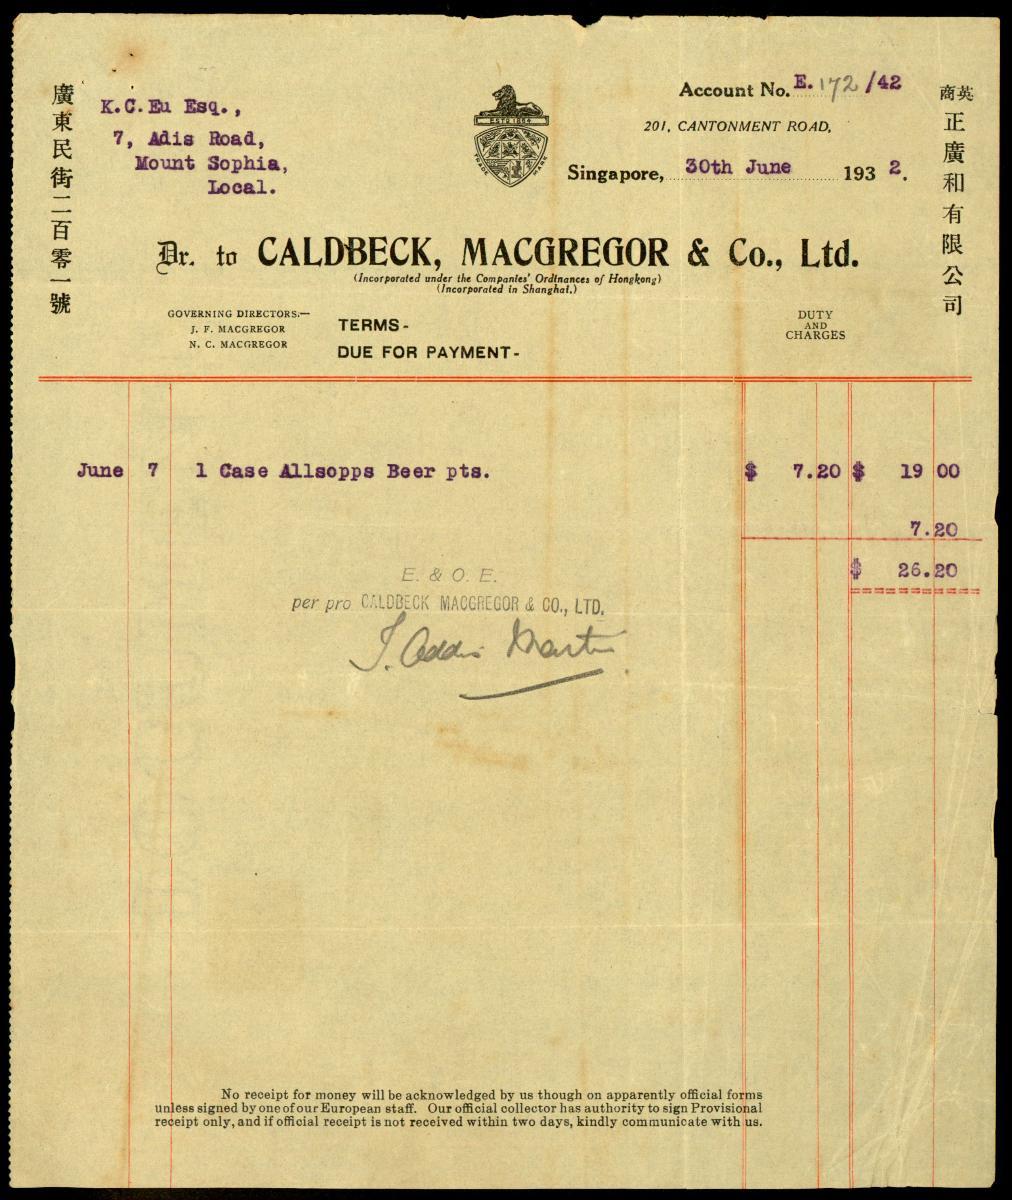 Account No. E. 172/42
廣東民街二百零一號
K.C.Eu Esq.,
7, Adis Road,
Mount Sophia,
Local.
ESTD 1864
TRADE MARK
201, CANTONMENT ROAD,
Singapore, 30th June 1932.
英商
正廣和有限公司
Dr. to CALDBECK, MACGREGOR & Co., Ltd.
(Incorporated under the Companies' Ordinances of Hongkong)
(Incorporated in Shanghai.)
GOVERNING DIRECTORS:—
J. F. MACGREGOR
N. C. MACGREGOR
TERMS-
DUE FOR PAYMENT-
DUTY
AND
CHARGES
June 7 1 Case Allsopps Beer pts. $ 7.20 $ 19 00
7.20
$ 26.20
E. & O. E.
per pro CALDBECK MACGREGOR & CO., LTD.
J. Addis Martin
No receipt for money will be acknowledged by us though on apparently official forms
unless signed by one of our European staff. Our official collector has authority to sign Provisional
receipt only, and if official receipt is not received within two days, kindly communicate with us.